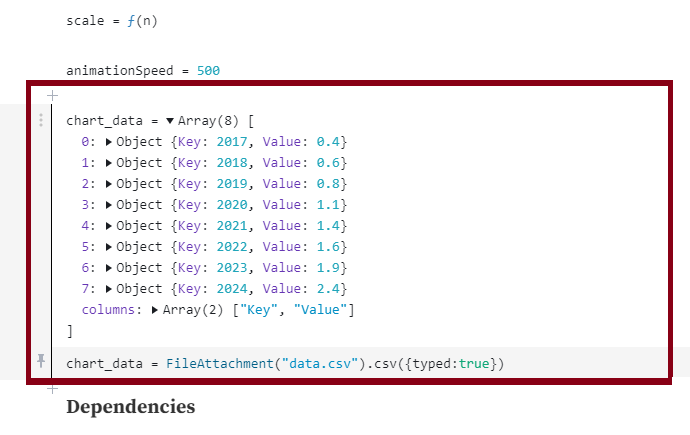 scale = ƒ(n)
animationSpeed = 500
chart_data = ▼Array(8) [
0: ▶Object {Key: 2017, Value: 0.4}
1: ▶Object {Key: 2018, Value: 0.6}
2: ▶Object {Key: 2019, Value: 0.8}
3: ▶Object {Key: 2020, Value: 1.1}
4: ▶Object {Key: 2021, Value: 1.4}
5: ▶Object {Key: 2022, Value: 1.6}
6: ▶Object {Key: 2023, Value: 1.9}
7: ▶Object {Key: 2024, Value: 2.4}
columns: ▶Array(2) ["Key", "Value"]
]
chart_data = FileAttachment("data.csv").csv({typed:true})
Dependencies